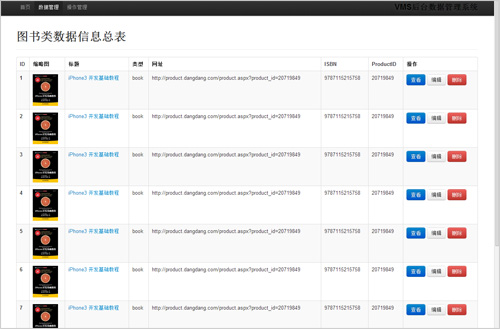 首页 数据管理 操作管理 VMS后台数据管理系统
图书类数据信息总表
ID 缩略图 标题 类型 网址 ISBN ProductID 操作
1 iPhone3 开发基础教程 book http://product.dangdang.com/product.aspx?product_id=20719849 9787115215758 20719849 查看 编辑 删除
2 iPhone3 开发基础教程 book http://product.dangdang.com/product.aspx?product_id=20719849 9787115215758 20719849 查看 编辑 删除
3 iPhone3 开发基础教程 book http://product.dangdang.com/product.aspx?product_id=20719849 9787115215758 20719849 查看 编辑 删除
4 iPhone3 开发基础教程 book http://product.dangdang.com/product.aspx?product_id=20719849 9787115215758 20719849 查看 编辑 删除
5 iPhone3 开发基础教程 book http://product.dangdang.com/product.aspx?product_id=20719849 9787115215758 20719849 查看 编辑 删除
6 iPhone3 开发基础教程 book http://product.dangdang.com/product.aspx?product_id=20719849 9787115215758 20719849 查看 编辑 删除
7 iPhone3 开发基础教程 book http://product.dangdang.com/product.aspx?product_id=20719849 9787115215758 20719849 查看 编辑 删除